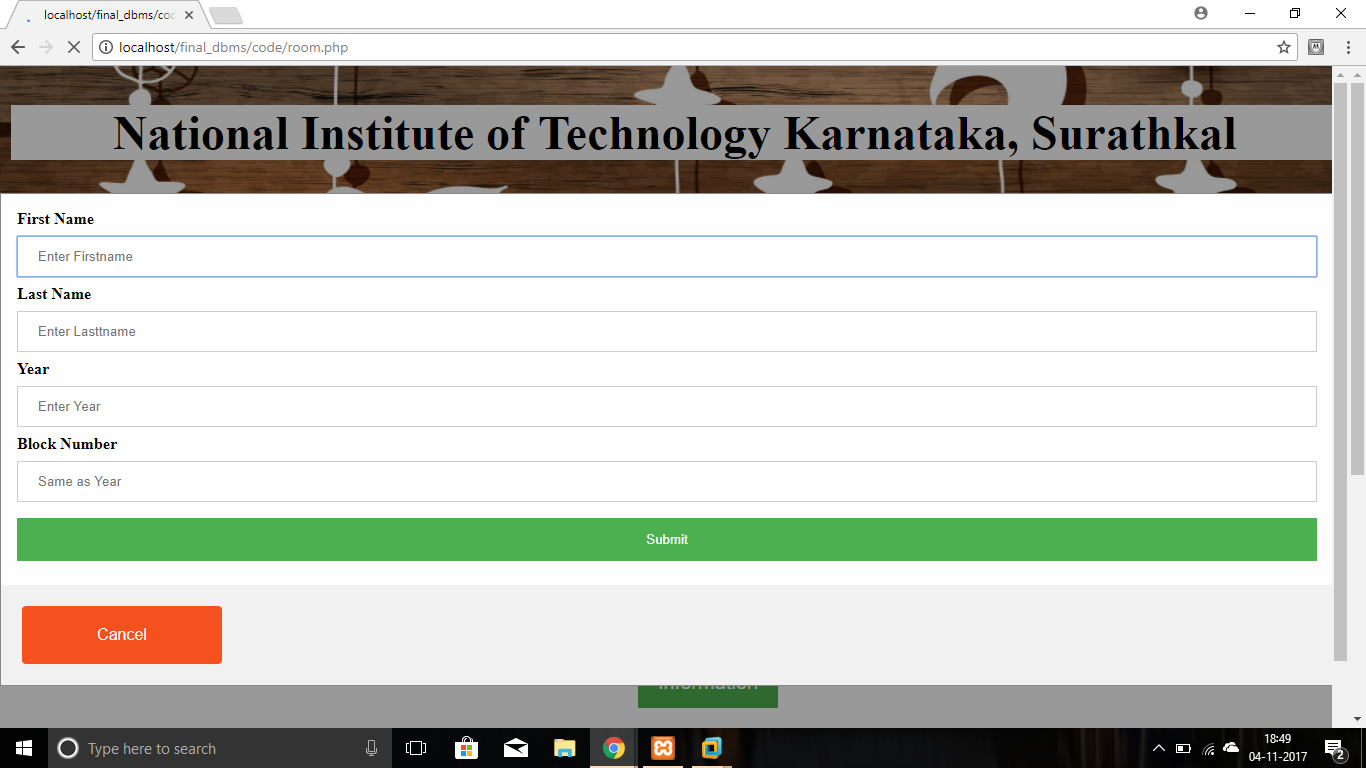 localhost/final_dbms/cod
localhost/final_dbms/code/room.php
National Institute of Technology Karnataka, Surathkal
First Name
Enter Firstname
Last Name
Enter Lasttname
Year
Enter Year
Block Number
Same as Year
Submit
Cancel
Information
Type here to search
18:49
04-11-2017
2